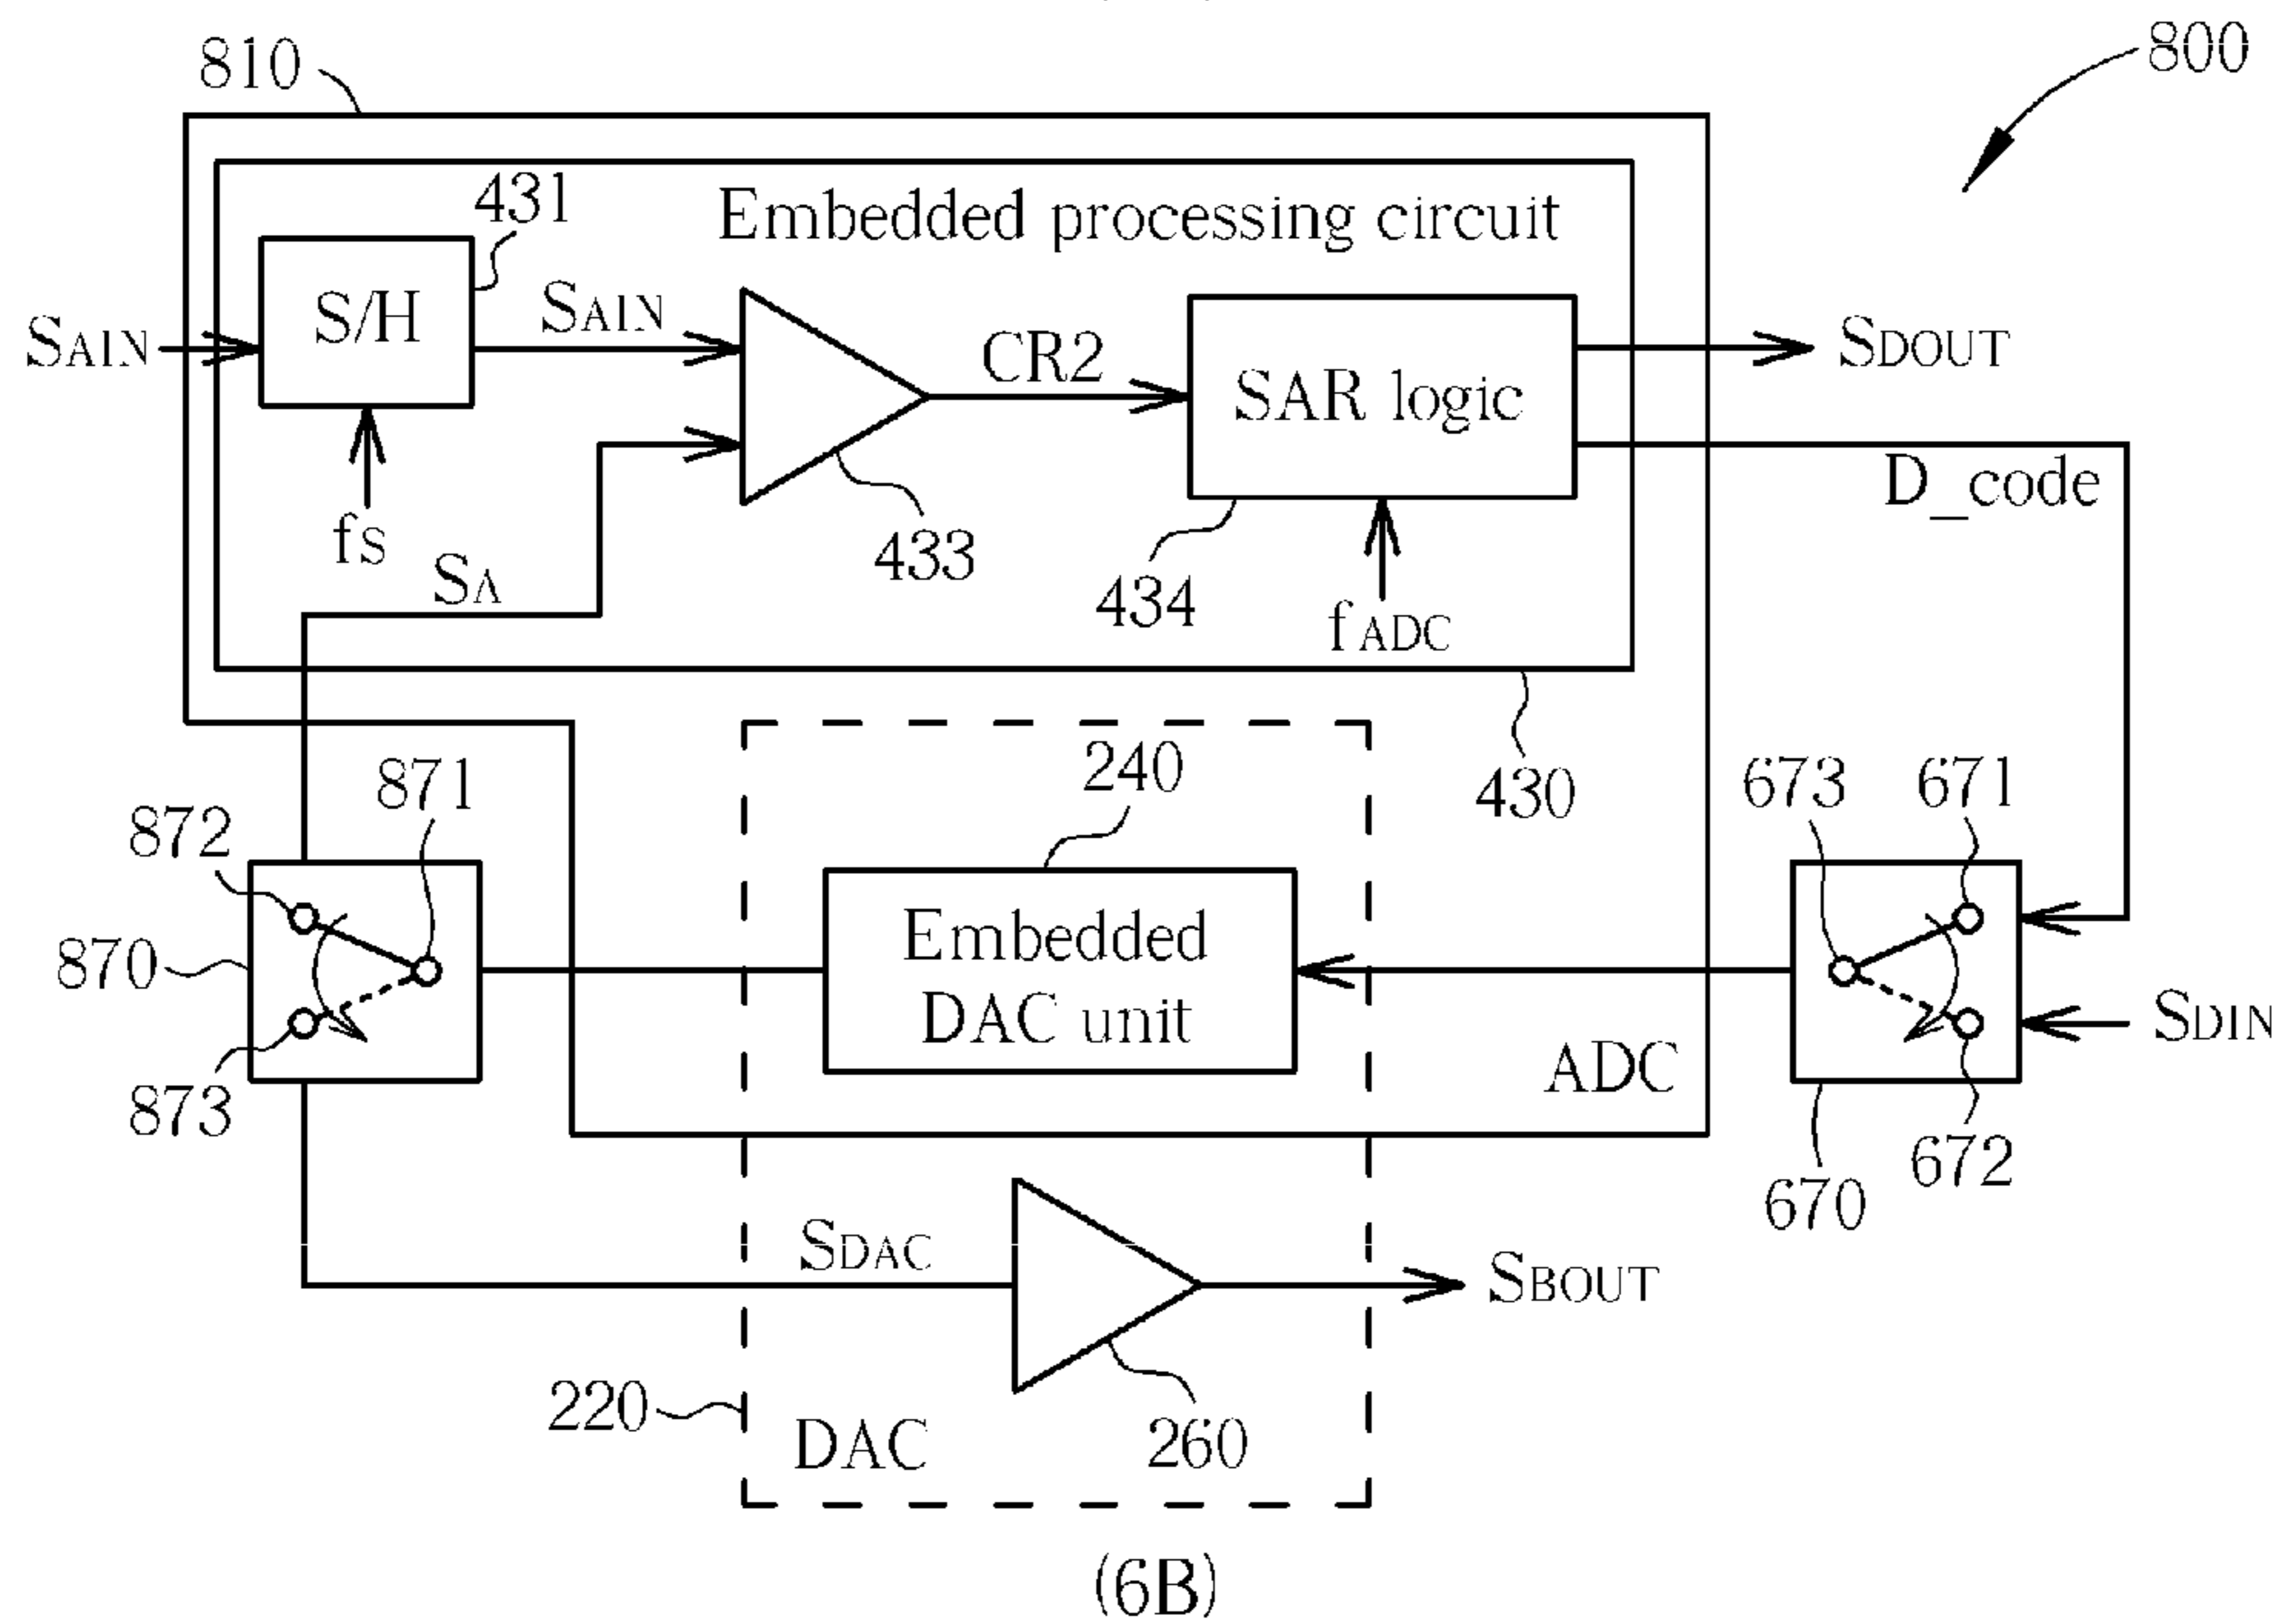 810
800
431
Embedded processing circuit
SAIN
S/H
SAIN
CR2
SAR logic
SDOUT
D_code
fS
433
434
fADC
SA
240
430
673
671
872
871
870
873
Embedded
DAC unit
SDIN
ADC
672
670
SDAC
SBOUT
220
DAC
260
(6B)